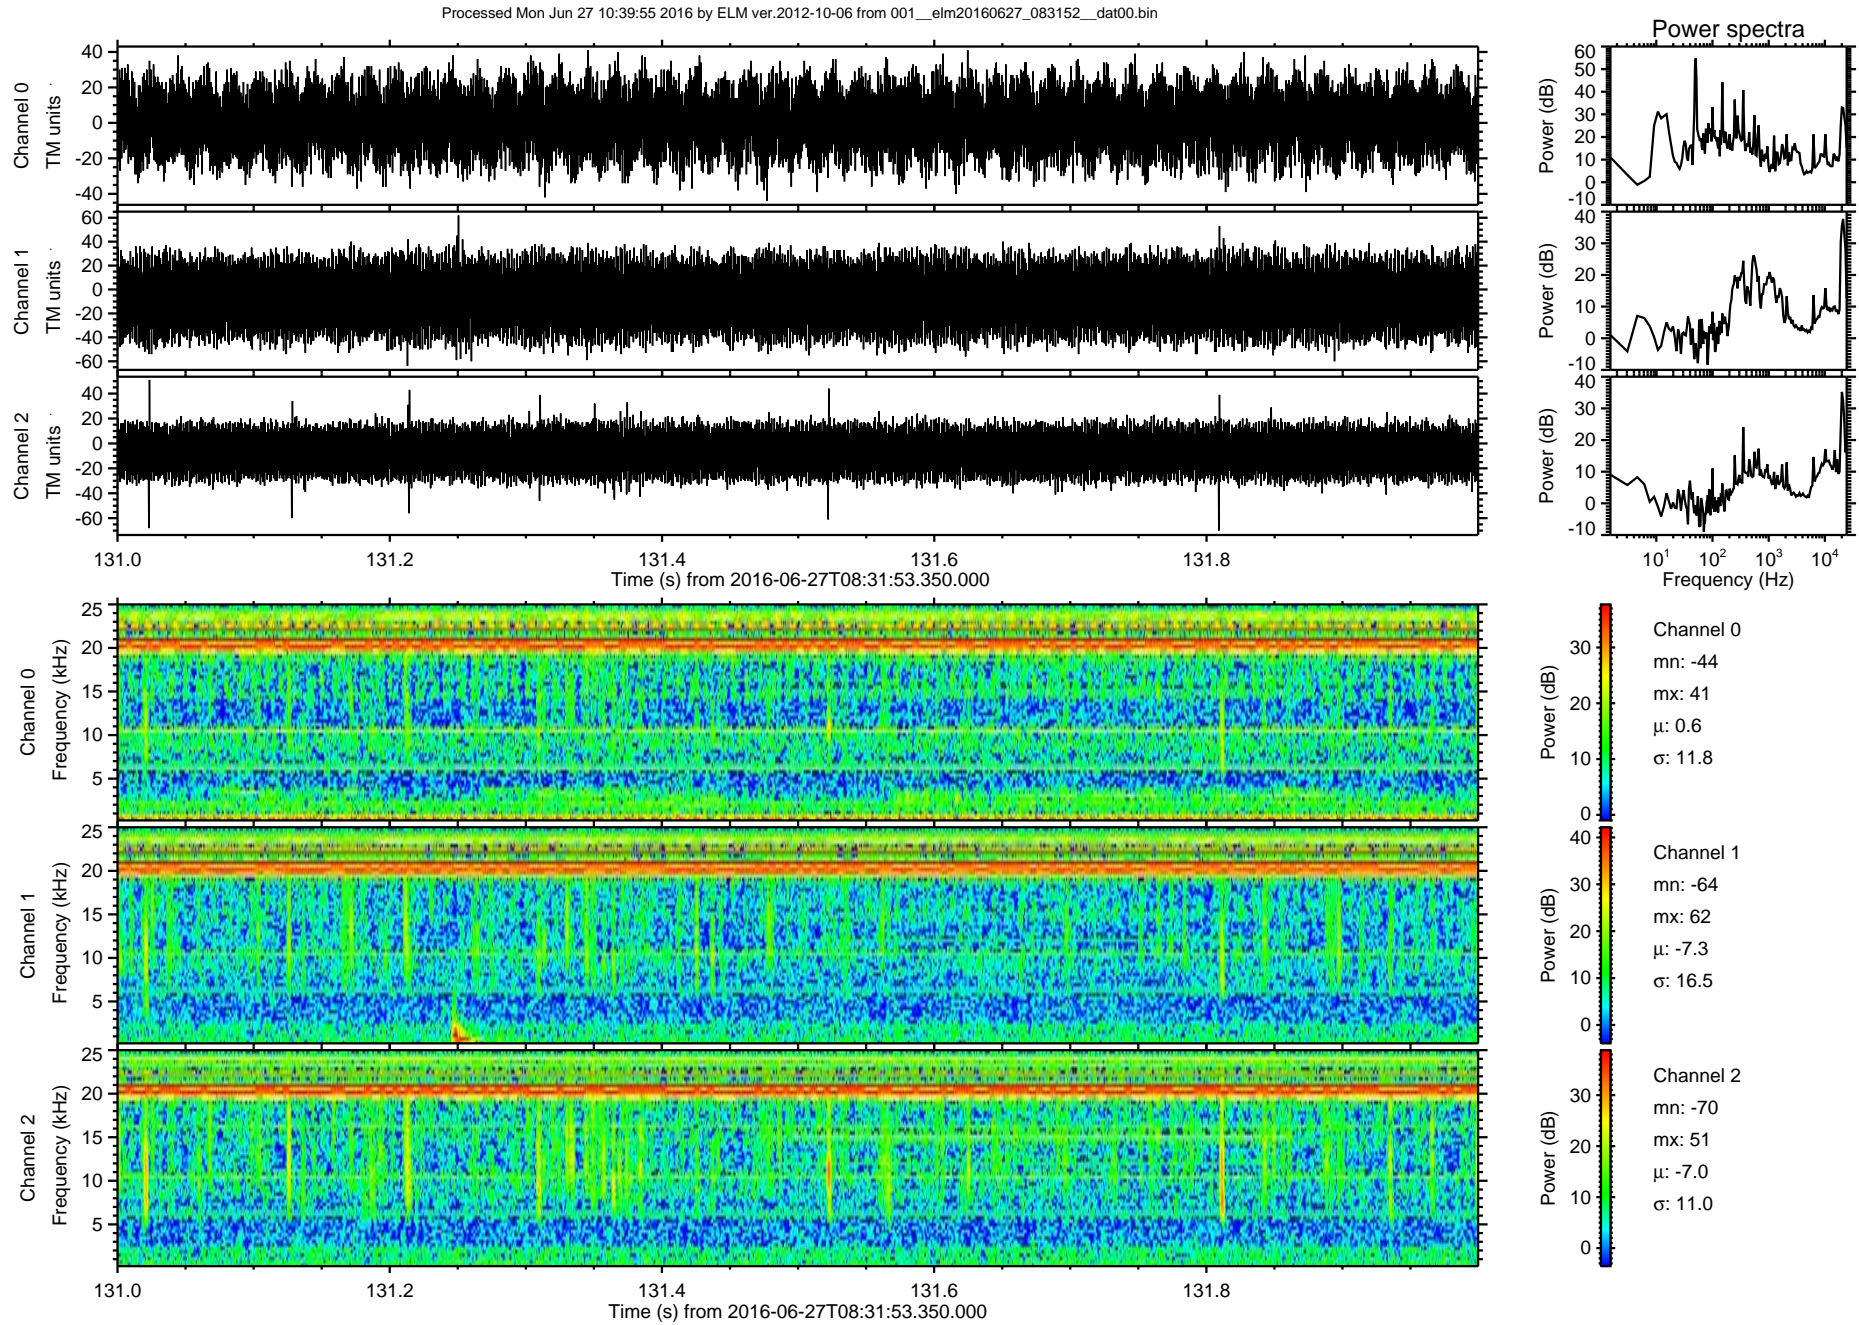 Processed Mon Jun 27 10:39:55 2016 by ELM ver.2012-10-06 from 001__elm20160627_083152__dat00.bin
Power spectra
Channel 0
TM units
40
20
0
-20
-40
Power (dB)
60
50
40
30
20
10
0
-10
Channel 1
TM units
60
40
20
0
-20
-40
-60
Power (dB)
40
30
20
10
0
-10
Channel 2
TM units
40
20
0
-20
-40
-60
Power (dB)
40
30
20
10
0
-10
131.0 131.2 131.4 131.6 131.8
Time (s) from 2016-06-27T08:31:53.350.000
10¹ 10² 10³ 10⁴
Frequency (Hz)
Channel 0
Frequency (kHz)
25
20
15
10
5
Power (dB)
30
20
10
0
Channel 0
mn: -44
mx: 41
μ: 0.6
σ: 11.8
Channel 1
Frequency (kHz)
25
20
15
10
5
Power (dB)
40
30
20
10
0
Channel 1
mn: -64
mx: 62
μ: -7.3
σ: 16.5
Channel 2
Frequency (kHz)
25
20
15
10
5
Power (dB)
30
20
10
0
Channel 2
mn: -70
mx: 51
μ: -7.0
σ: 11.0
131.0 131.2 131.4 131.6 131.8
Time (s) from 2016-06-27T08:31:53.350.000